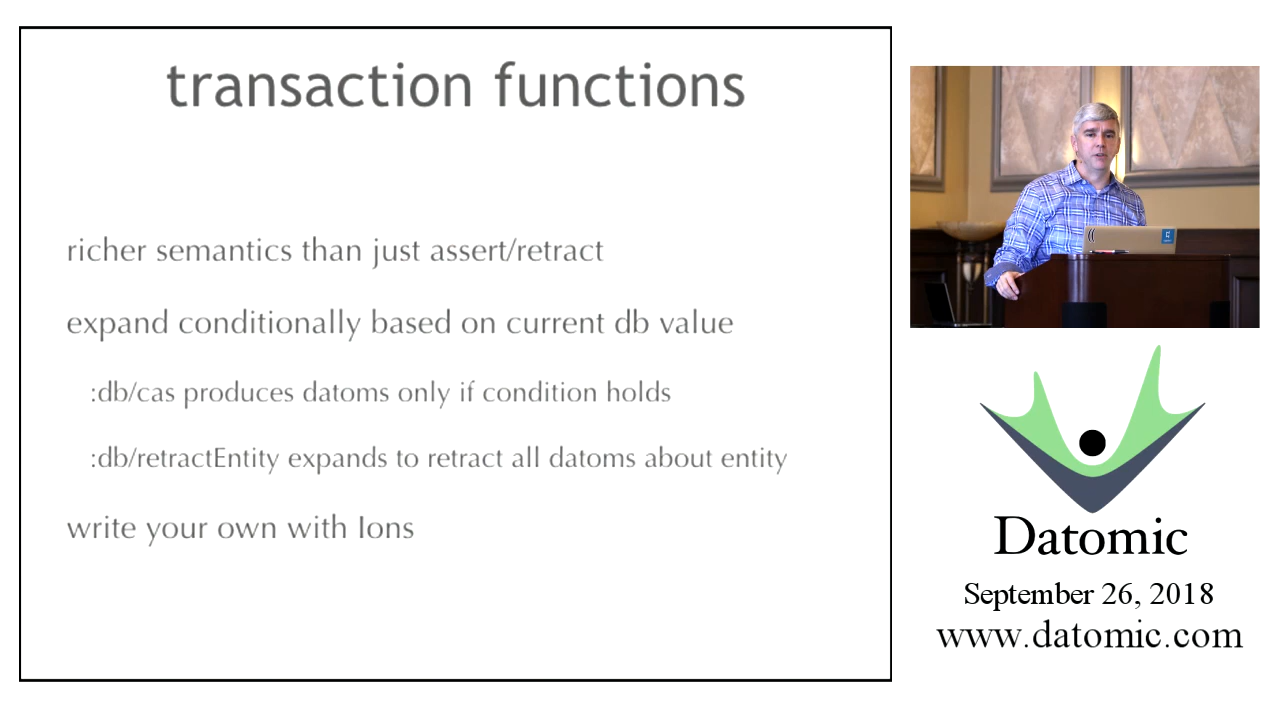 transaction functions
richer semantics than just assert/retract
expand conditionally based on current db value
:db/cas produces datoms only if condition holds
:db/retractEntity expands to retract all datoms about entity
write your own with Ions
Datomic
September 26, 2018
www.datomic.com